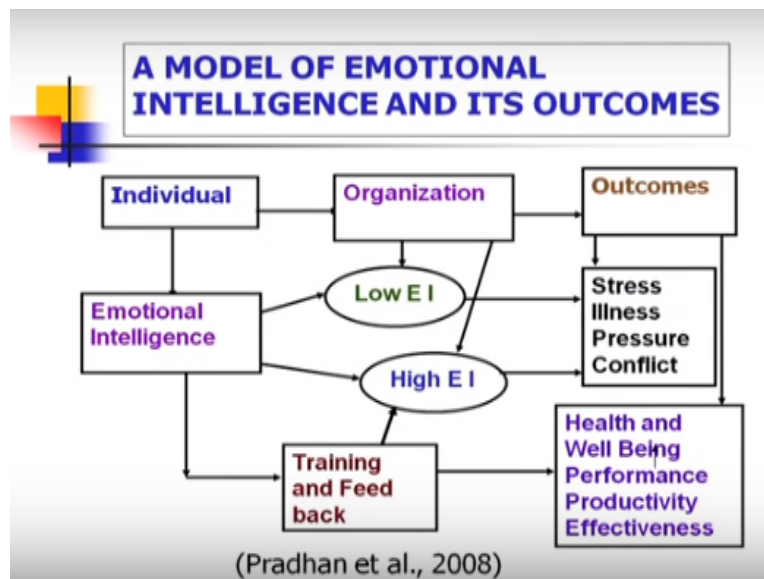 A MODEL OF EMOTIONAL
INTELLIGENCE AND ITS OUTCOMES
Individual
Organization
Outcomes
Emotional
Intelligence
Low E I
Stress
Illness
Pressure
Conflict
High E I
Training
and Feed
back
Health and
Well Being
Performance
Productivity
Effectiveness
(Pradhan et al., 2008)